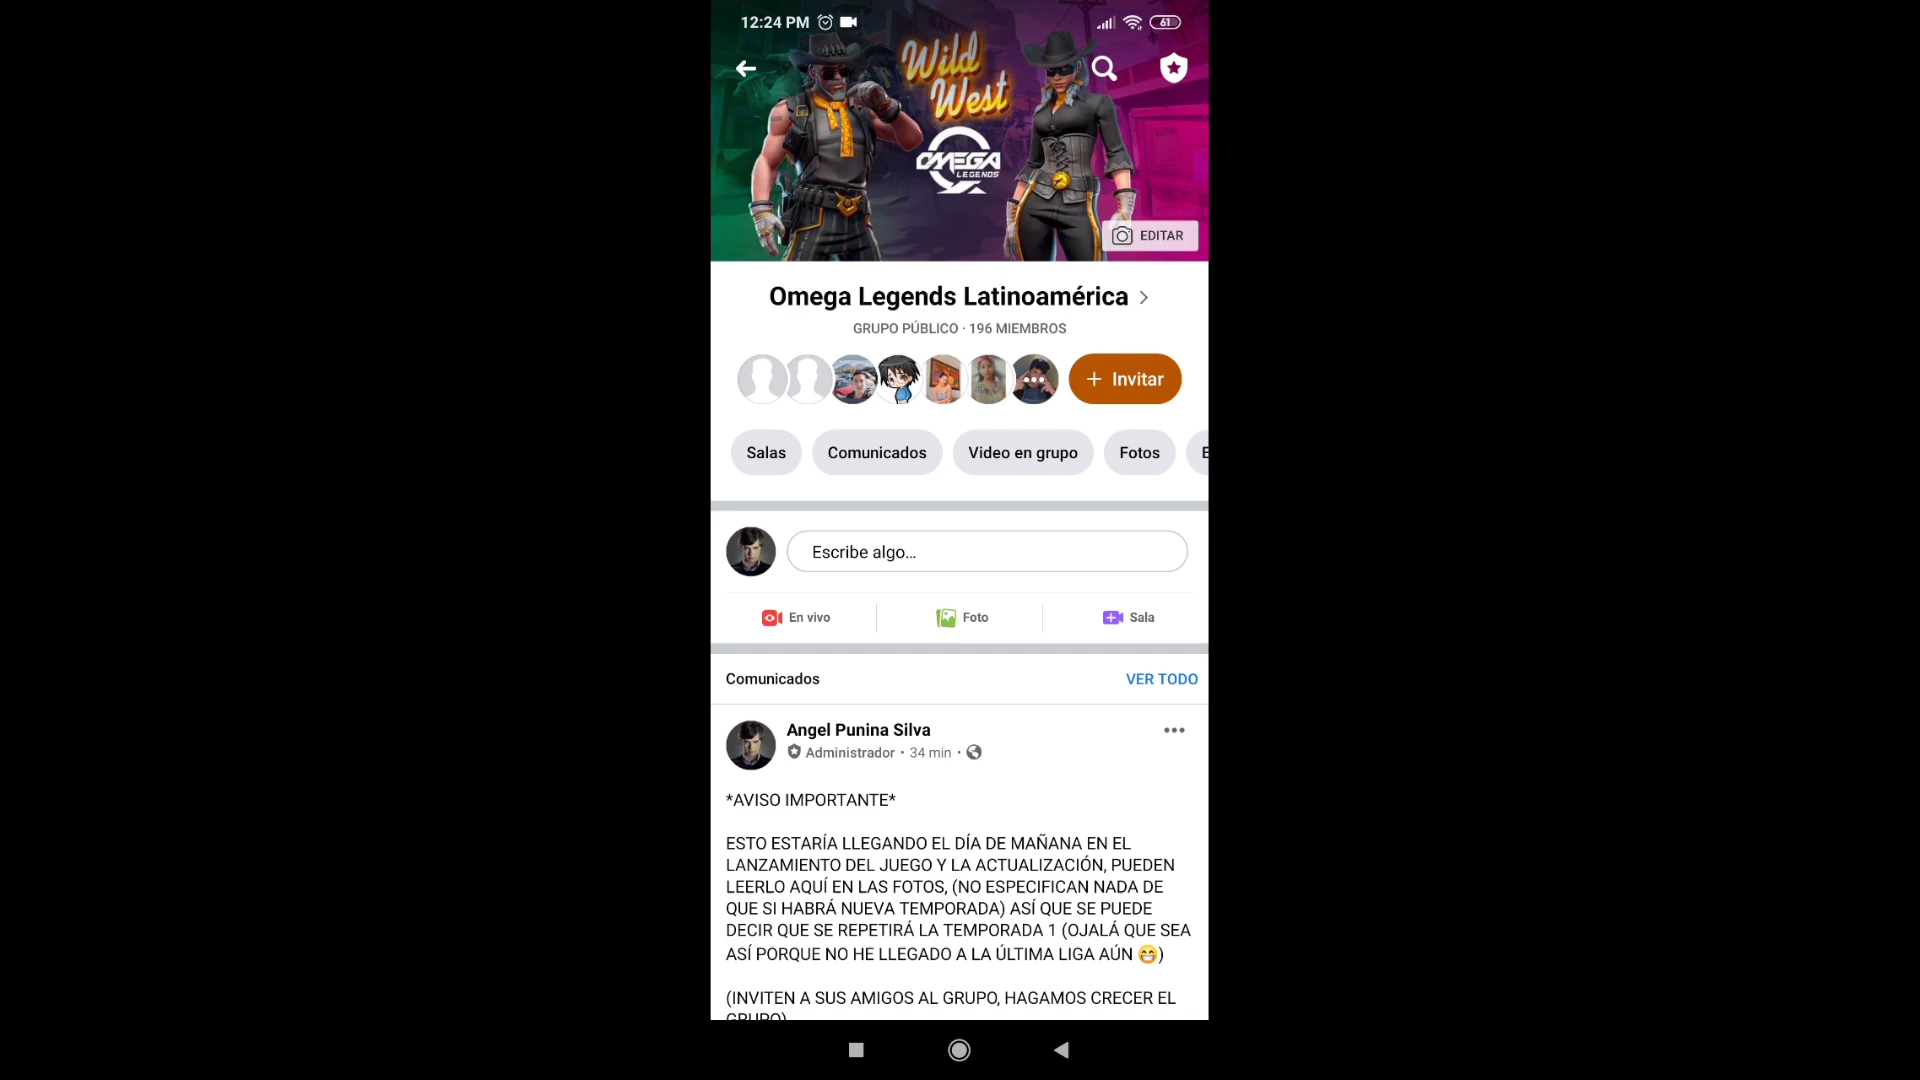 12:24 PM
61
Wild
West
OMEGA
LEGENDS
EDITAR
Omega Legends Latinoamérica
GRUPO PÚBLICO · 196 MIEMBROS
+ Invitar
Salas
Comunicados
Video en grupo
Fotos
Escribe algo...
En vivo
Foto
Sala
Comunicados
VER TODO
Angel Punina Silva
Administrador · 34 min ·
*AVISO IMPORTANTE*
ESTO ESTARÍA LLEGANDO EL DÍA DE MAÑANA EN EL
LANZAMIENTO DEL JUEGO Y LA ACTUALIZACIÓN, PUEDEN
LEERLO AQUÍ EN LAS FOTOS, (NO ESPECIFICAN NADA DE
QUE SI HABRÁ NUEVA TEMPORADA) ASÍ QUE SE PUEDE
DECIR QUE SE REPETIRÁ LA TEMPORADA 1 (OJALÁ QUE SEA
ASÍ PORQUE NO HE LLEGADO A LA ÚLTIMA LIGA AÚN 😁)
(INVITEN A SUS AMIGOS AL GRUPO, HAGAMOS CRECER EL
GRUPO)